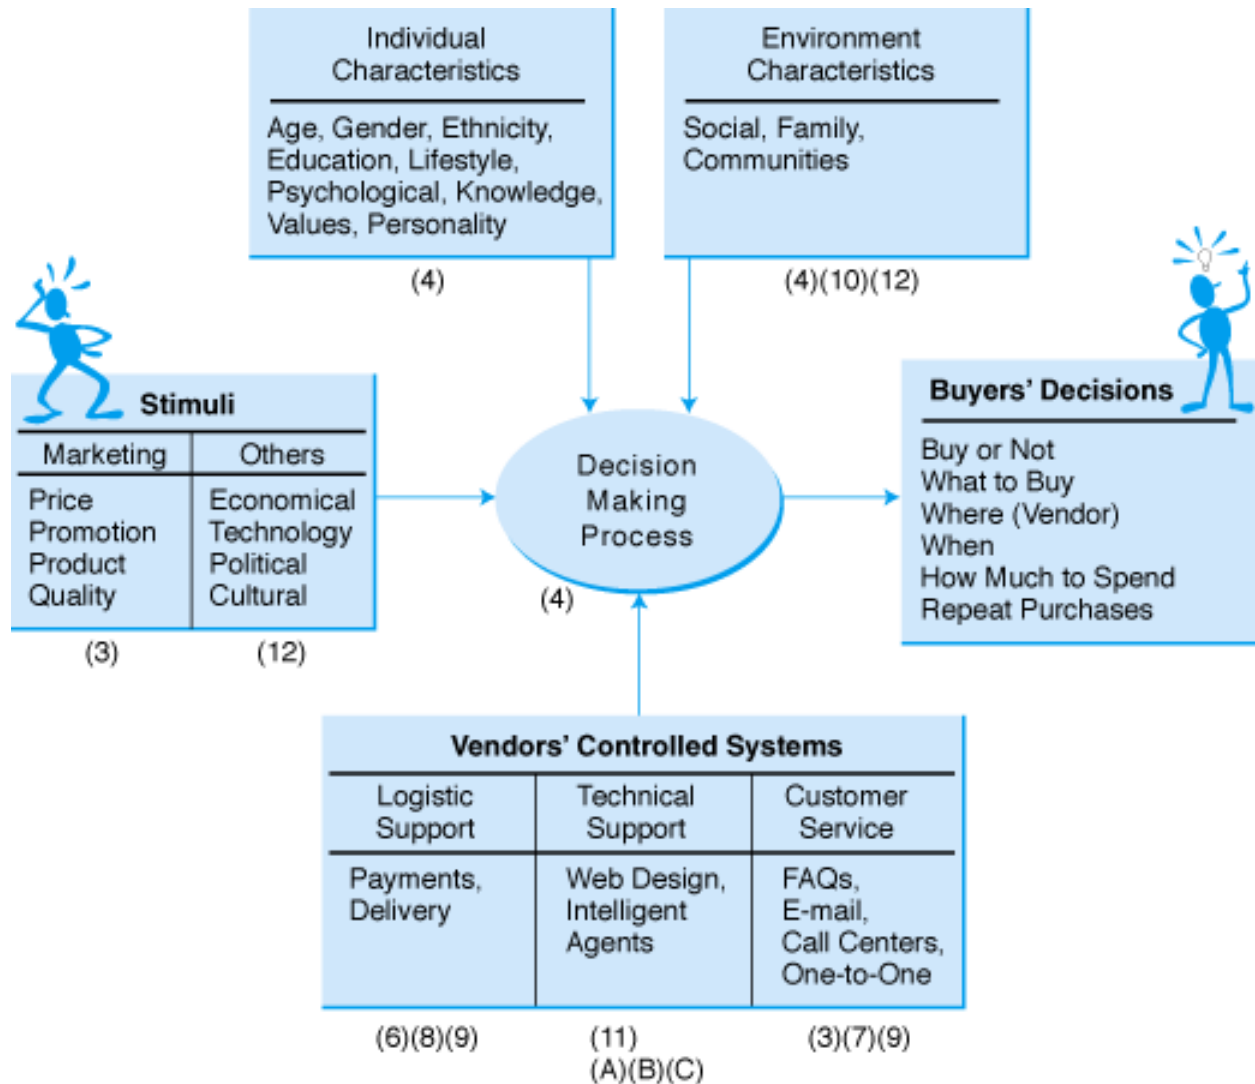 Individual
Characteristics
Age, Gender, Ethnicity,
Education, Lifestyle,
Psychological, Knowledge,
Values, Personality
(4)
Environment
Characteristics
Social, Family,
Communities
(4)(10)(12)
Stimuli
Marketing
Price
Promotion
Product
Quality
(3)
Others
Economical
Technology
Political
Cultural
(12)
Decision
Making
Process
(4)
Buyers' Decisions
Buy or Not
What to Buy
Where (Vendor)
When
How Much to Spend
Repeat Purchases
Vendors' Controlled Systems
Logistic
Support
Payments,
Delivery
(6)(8)(9)
Technical
Support
Web Design,
Intelligent
Agents
(11)
(A)(B)(C)
Customer
Service
FAQs,
E-mail,
Call Centers,
One-to-One
(3)(7)(9)